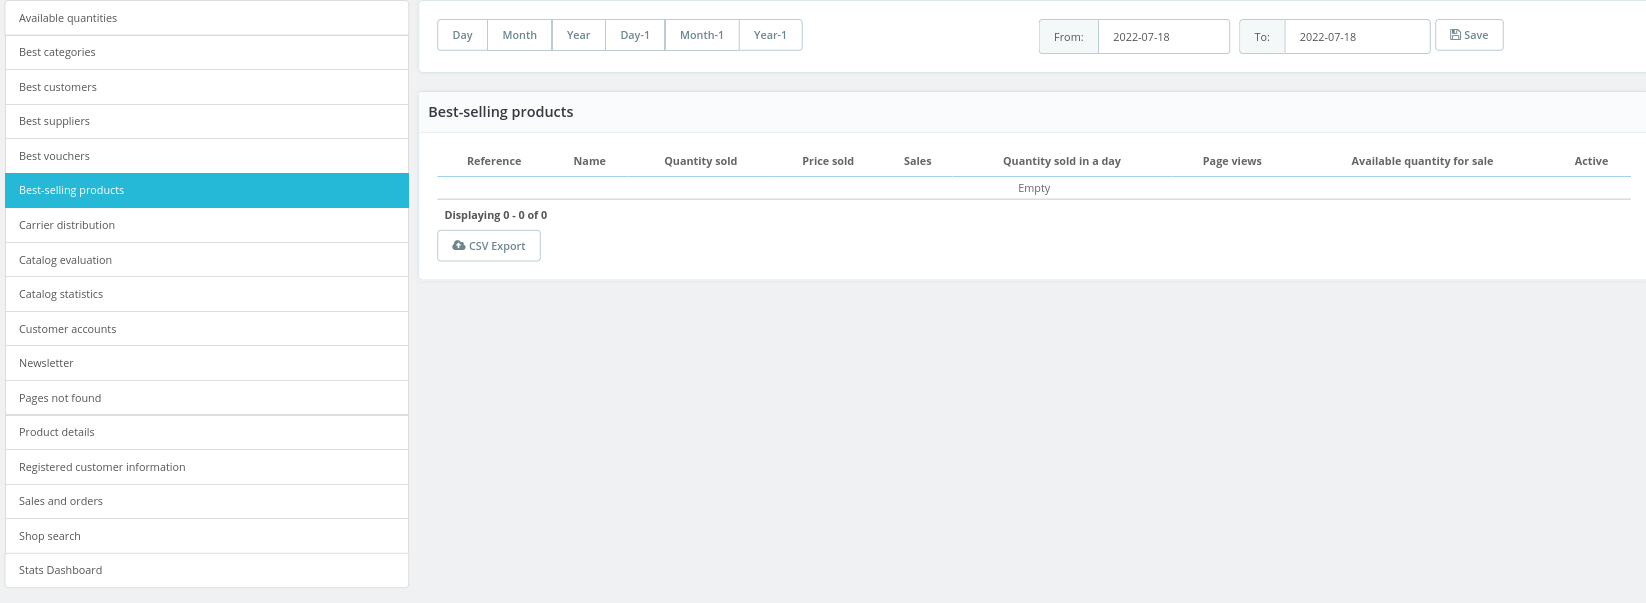 Available quantities
Best categories
Best customers
Best suppliers
Best vouchers
Best-selling products
Carrier distribution
Catalog evaluation
Catalog statistics
Customer accounts
Newsletter
Pages not found
Product details
Registered customer information
Sales and orders
Shop search
Stats Dashboard
Day Month Year Day-1 Month-1 Year-1 From: 2022-07-18 To: 2022-07-18 Save
Best-selling products
Reference Name Quantity sold Price sold Sales Quantity sold in a day Page views Available quantity for sale Active
Empty
Displaying 0 - 0 of 0
CSV Export